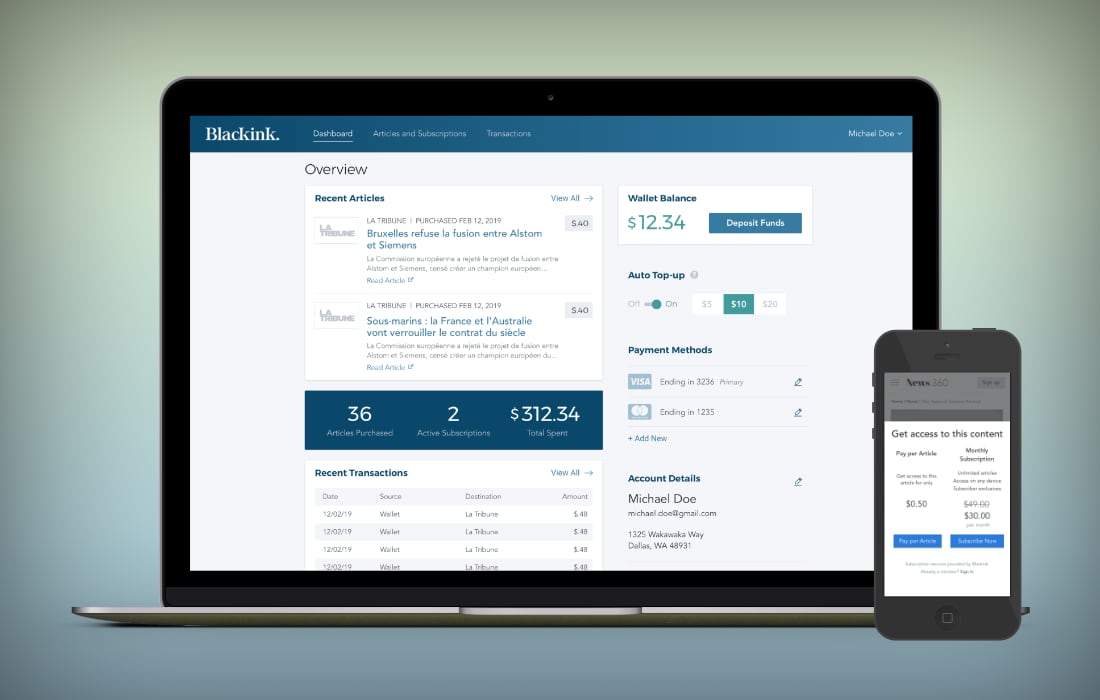 Blackink.
Dashboard
Articles and Subscriptions
Transactions
Michael Doe
Overview
Recent Articles
View All
LA TRIBUNE
LA TRIBUNE | PURCHASED FEB 12, 2019
$.40
Bruxelles refuse la fusion entre Alstom
et Siemens
La Commission européenne a rejeté le projet de fusion entre
Alstom et Siemens, censé créer un champion européen...
Read Article
LA TRIBUNE
LA TRIBUNE | PURCHASED FEB 12, 2019
$.40
Sous-marins : la France et l'Australie
vont verrouiller le contrat du siècle
La Commission européenne a rejeté le projet de fusion entre
Alstom et Siemens, censé créer un champion européen du...
Read Article
36
Articles Purchased
2
Active Subscriptions
$312.34
Total Spent
Recent Transactions
View All
Date Source Destination Amount
12/02/19 Wallet La Tribune $.48
12/02/19 Wallet La Tribune $.48
12/02/19 Wallet La Tribune $.48
12/02/19 Wallet La Tribune $.48
Wallet Balance
$12.34
Deposit Funds
Auto Top-up ?
Off On $5 $10 $20
Payment Methods
VISA Ending in 3236 Primary
Ending in 1235
+ Add New
Account Details
Michael Doe
michael.doe@gmail.com
1325 Wakawaka Way
Dallas, WA 48931
News 360
Sign up
Get access to this content
Pay per Article
Get access to this
article for only
$0.50
Pay per Article
Monthly
Subscription
Unlimited articles
Access on any device
Subscriber exclusives
$49.00
$30.00
per month
Subscribe Now
Subscription services provided by Blackink
Already a member? Sign In